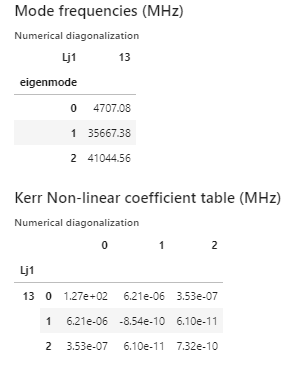 Mode frequencies (MHz)
Numerical diagonalization
Lj1 13
eigenmode
0 4707.08
1 35667.38
2 41044.56
Kerr Non-linear coefficient table (MHz)
Numerical diagonalization
0 1 2
Lj1
13 0 1.27e+02 6.21e-06 3.53e-07
1 6.21e-06 -8.54e-10 6.10e-11
2 3.53e-07 6.10e-11 7.32e-10